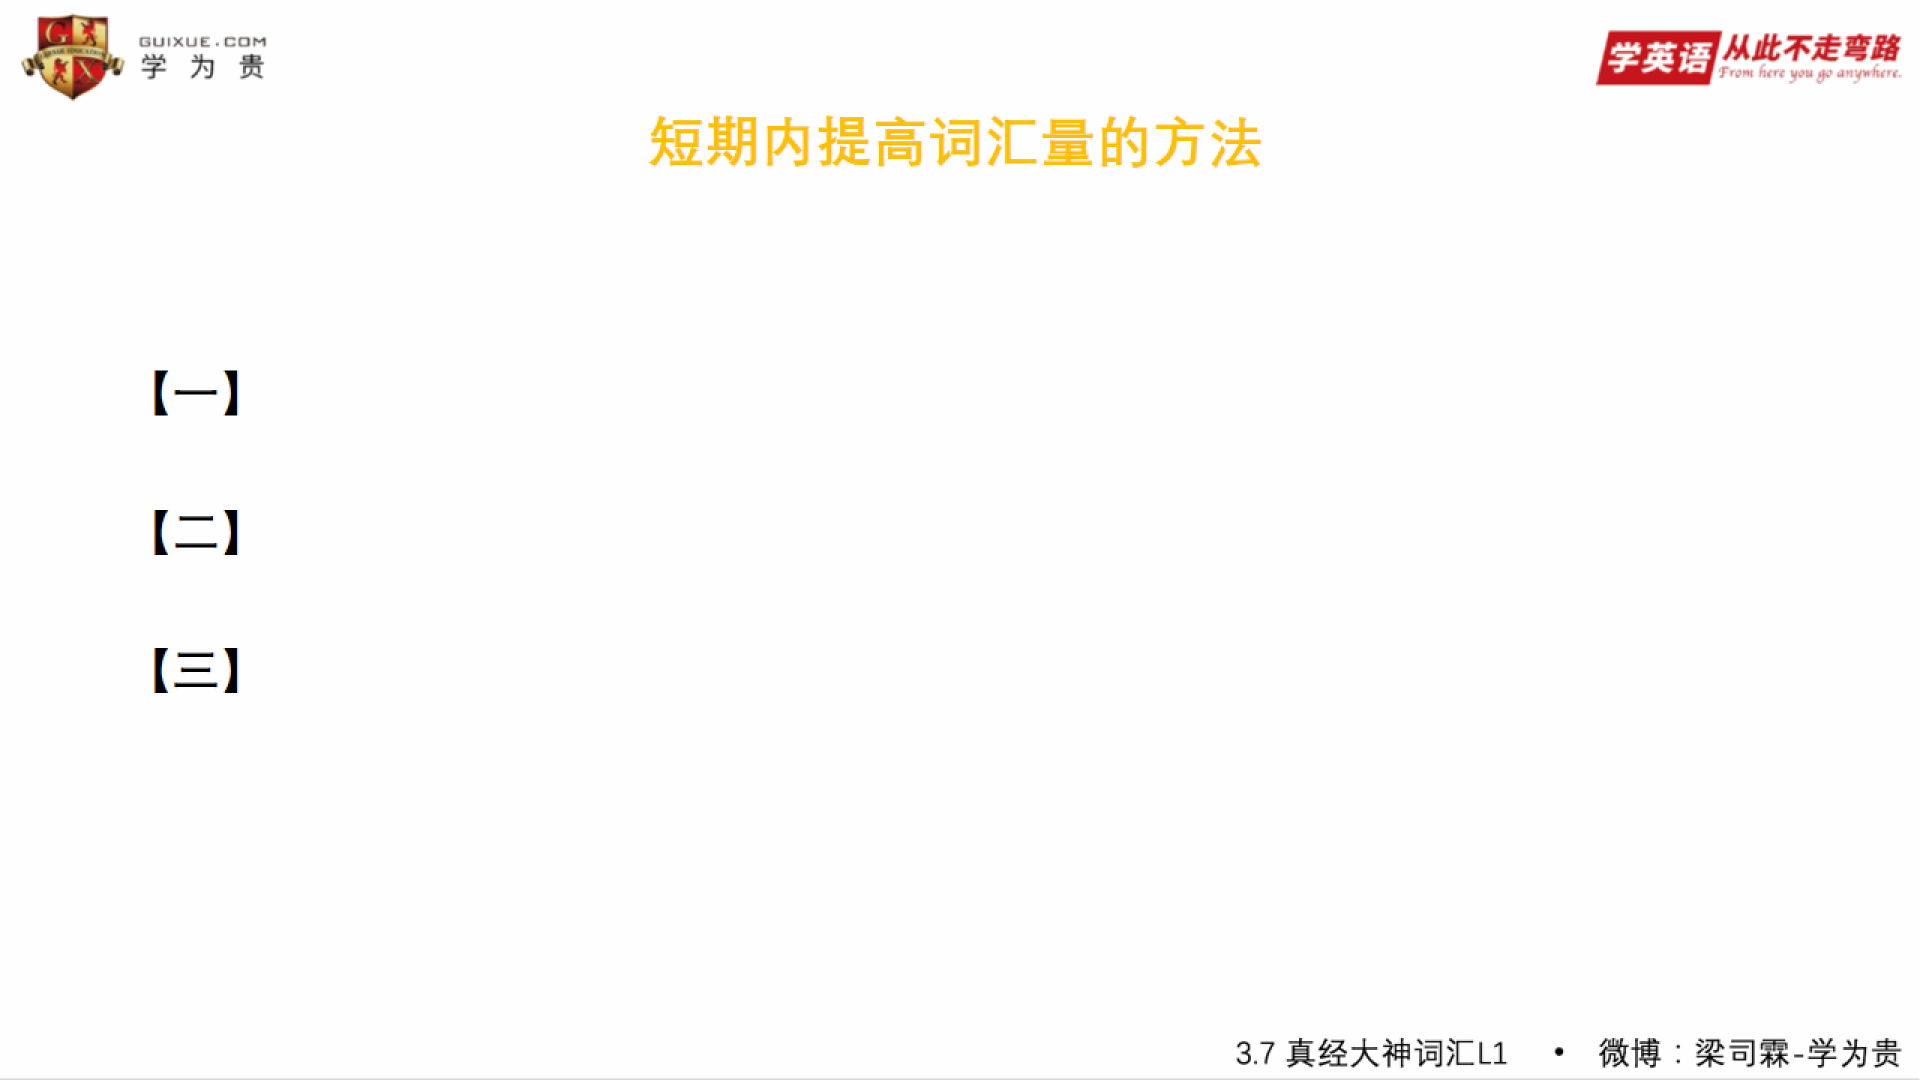 GUIXUE.COM
学为贵
学英语 从此不走弯路
From here you go anywhere.
短期内提高词汇量的方法
【一】
【二】
【三】
3.7 真经大神词汇L1 • 微博：梁司霖-学为贵